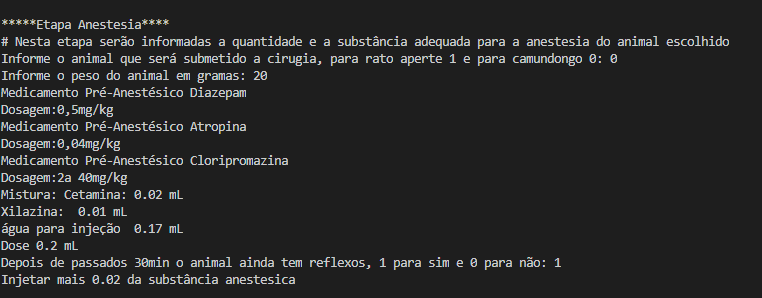 *****Etapa Anestesia****
# Nesta etapa serão informadas a quantidade e a substância adequada para a anestesia do animal escolhido
Informe o animal que será submetido a cirugia, para rato aperte 1 e para camundongo 0: 0
Informe o peso do animal em gramas: 20
Medicamento Pré-Anestésico Diazepam
Dosagem:0,5mg/kg
Medicamento Pré-Anestésico Atropina
Dosagem:0,04mg/kg
Medicamento Pré-Anestésico Cloripromazina
Dosagem:2a 40mg/kg
Mistura: Cetamina: 0.02 mL
Xilazina:  0.01 mL
água para injeção  0.17 mL
Dose 0.2 mL
Depois de passados 30min o animal ainda tem reflexos, 1 para sim e 0 para não: 1
Injetar mais 0.02 da substância anestesica